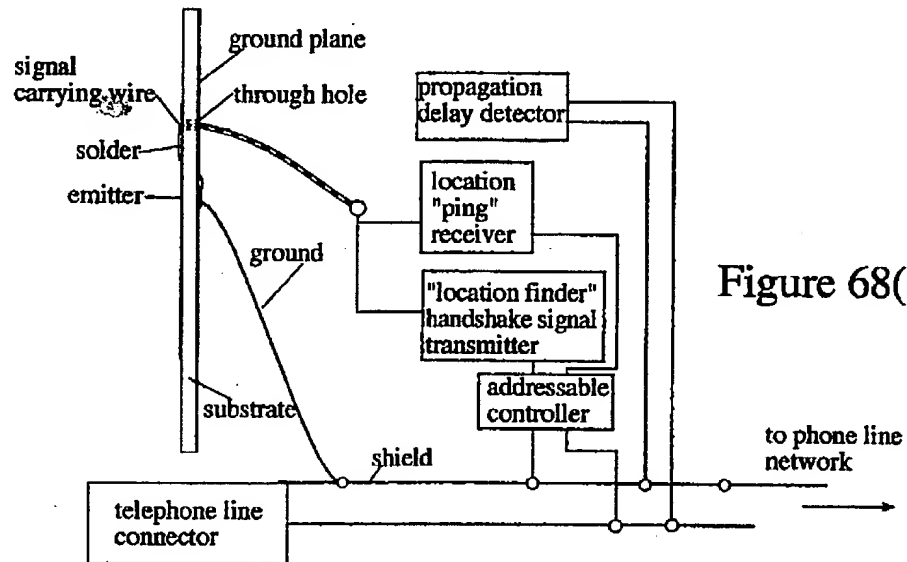 ground plane
signal
carrying wire
through hole
solder
emitter
ground
substrate
shield
propagation
delay detector
location
"ping"
receiver
"location finder"
handshake signal
transmitter
addressable
controller
Figure 68(
to phone line
network
telephone line
connector